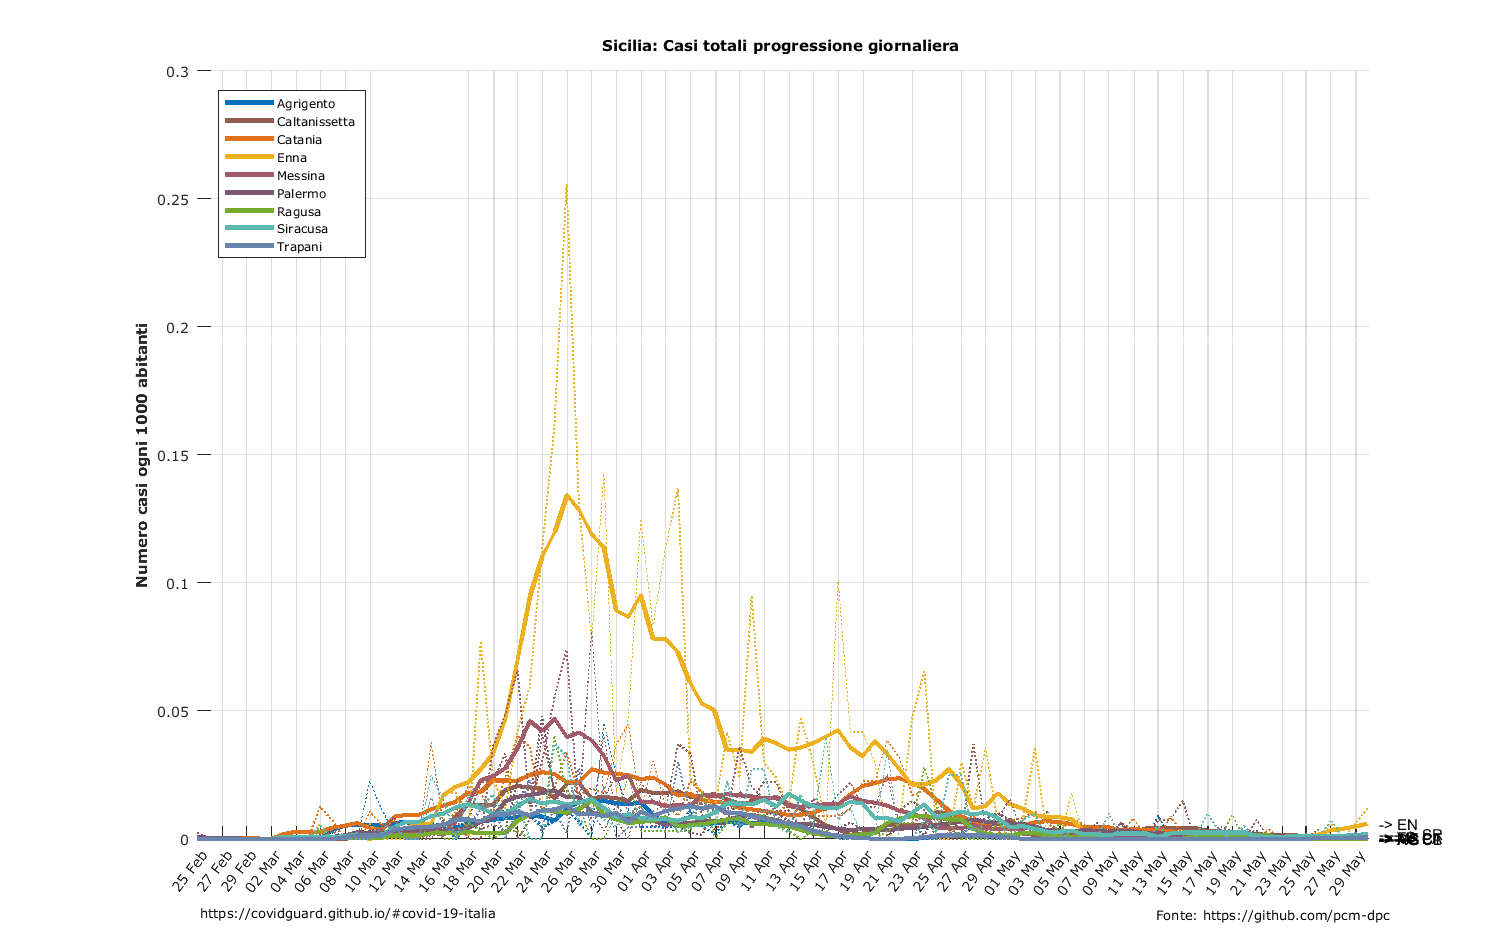 Sicilia: Casi totali progressione giornaliera
0.3
0.25
0.2
0.15
0.1
0.05
0
Numero casi ogni 1000 abitanti
Agrigento
Caltanissetta
Catania
Enna
Messina
Palermo
Ragusa
Siracusa
Trapani
-> EN
25 Feb
27 Feb
29 Feb
02 Mar
04 Mar
06 Mar
08 Mar
10 Mar
12 Mar
14 Mar
16 Mar
18 Mar
20 Mar
22 Mar
24 Mar
26 Mar
28 Mar
30 Mar
01 Apr
03 Apr
05 Apr
07 Apr
09 Apr
11 Apr
13 Apr
15 Apr
17 Apr
19 Apr
21 Apr
23 Apr
25 Apr
27 Apr
29 Apr
01 May
03 May
05 May
07 May
09 May
11 May
13 May
15 May
17 May
19 May
21 May
23 May
25 May
27 May
29 May
https://covidguard.github.io/#covid-19-italia
Fonte: https://github.com/pcm-dpc